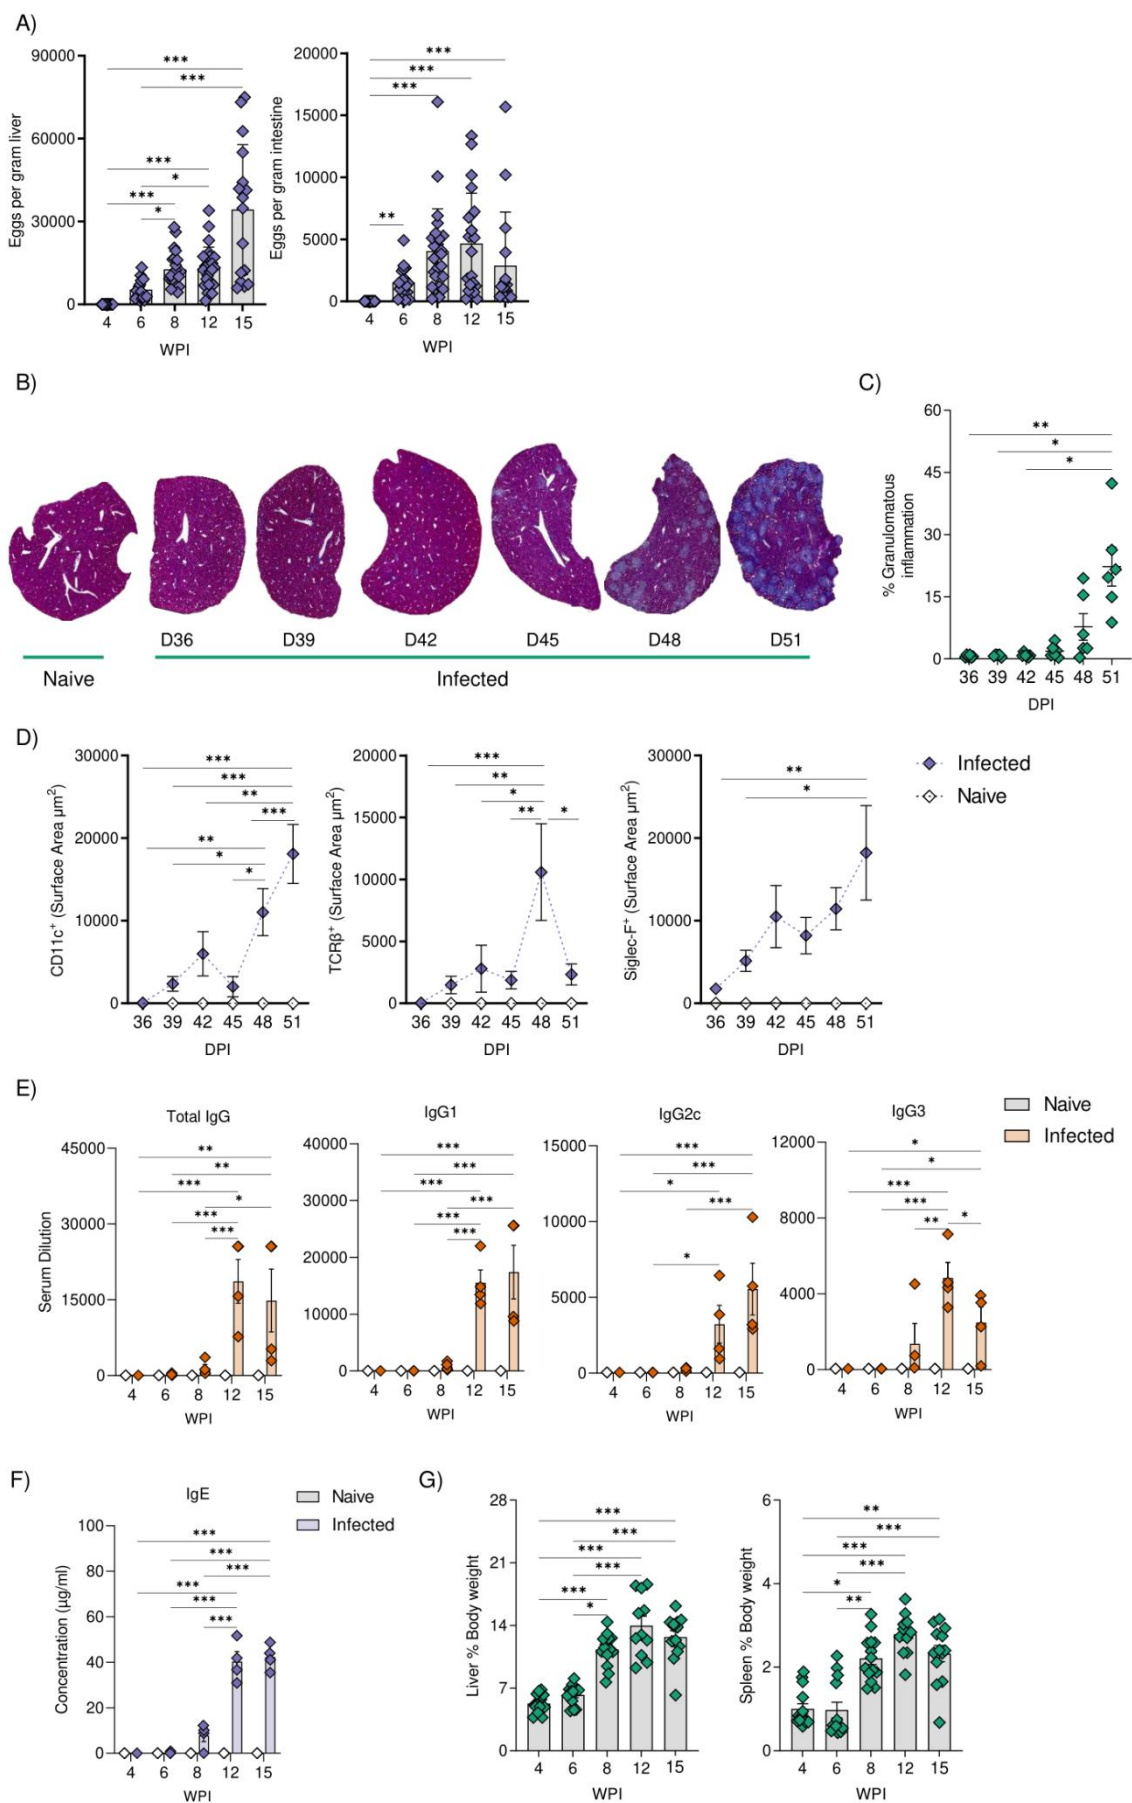 A)
90000
60000
30000
0
Eggs per gram liver
***
***
***
*
***
*
4 6 8 12 15
WPI
20000
15000
10000
5000
0
Eggs per gram intestine
***
***
***
**
4 6 8 12 15
WPI
B)
D36 D39 D42 D45 D48 D51
Naive Infected
C)
60
45
30
15
0
% Granulomatous
inflammation
**
*
*
36 39 42 45 48 51
DPI
D)
30000
20000
10000
0
CD11c⁺ (Surface Area µm²)
***
***
**
***
**
*
*
36 39 42 45 48 51
DPI
20000
15000
10000
5000
0
TCRβ⁺ (Surface Area µm²)
***
**
*
** *
36 39 42 45 48 51
DPI
30000
20000
10000
0
Siglec-F⁺ (Surface Area µm²)
**
*
36 39 42 45 48 51
DPI
Infected
Naive
E)
Total IgG
45000
30000
15000
0
Serum Dilution
**
**
***
*
***
***
4 6 8 12 15
WPI
IgG1
40000
30000
20000
10000
0
***
***
***
***
***
***
4 6 8 12 15
WPI
IgG2c
15000
10000
5000
0
***
***
*
***
*
4 6 8 12 15
WPI
IgG3
12000
8000
4000
0
*
*
***
***
** *
4 6 8 12 15
WPI
Naive
Infected
F)
IgE
100
80
60
40
20
0
Concentration (µg/ml)
***
***
***
***
***
***
4 6 8 12 15
WPI
Naive
Infected
G)
28
21
14
7
0
Liver % Body weight
***
***
***
***
***
*
4 6 8 12 15
WPI
6
4
2
0
Spleen % Body weight
**
***
***
***
*
**
4 6 8 12 15
WPI